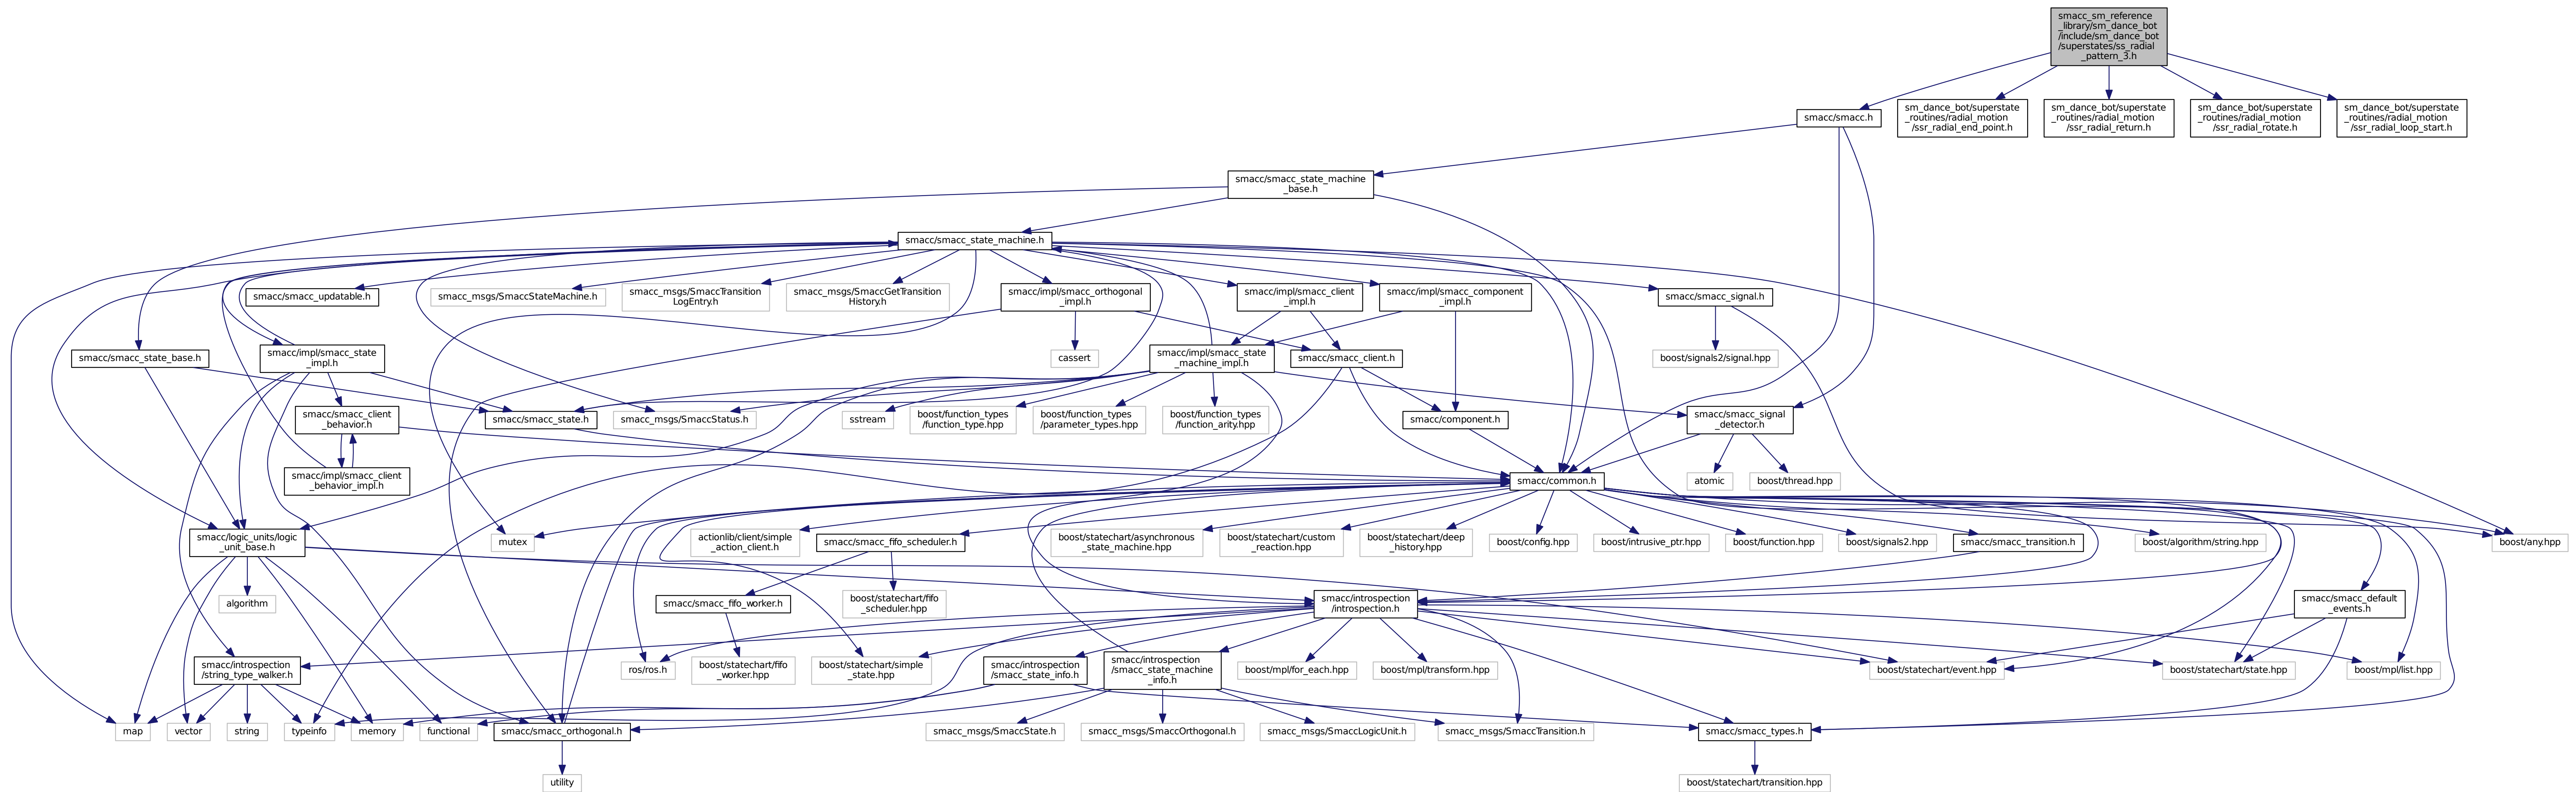 smacc_sm_reference
_library/sm_dance_bot
/include/sm_dance_bot
/superstates/ss_radial
_pattern_3.h
smacc/smacc.h
sm_dance_bot/superstate
_routines/radial_motion
/ssr_radial_end_point.h
sm_dance_bot/superstate
_routines/radial_motion
/ssr_radial_return.h
sm_dance_bot/superstate
_routines/radial_motion
/ssr_radial_rotate.h
sm_dance_bot/superstate
_routines/radial_motion
/ssr_radial_loop_start.h
smacc/smacc_state_machine
_base.h
smacc/smacc_state_machine.h
smacc/smacc_updatable.h
smacc_msgs/SmaccStateMachine.h
smacc_msgs/SmaccTransition
LogEntry.h
smacc_msgs/SmaccGetTransition
History.h
smacc/impl/smacc_orthogonal
_impl.h
smacc/impl/smacc_client
_impl.h
smacc/impl/smacc_component
_impl.h
smacc/smacc_signal.h
smacc/smacc_state_base.h
smacc/impl/smacc_state
_impl.h
cassert
smacc/impl/smacc_state
_machine_impl.h
smacc/smacc_client.h
boost/signals2/signal.hpp
smacc/smacc_client
_behavior.h
smacc/smacc_state.h
smacc_msgs/SmaccStatus.h
sstream
boost/function_types
/function_type.hpp
boost/function_types
/parameter_types.hpp
boost/function_types
/function_arity.hpp
smacc/component.h
smacc/smacc_signal
_detector.h
smacc/impl/smacc_client
_behavior_impl.h
smacc/common.h
atomic
boost/thread.hpp
smacc/logic_units/logic
_unit_base.h
mutex
actionlib/client/simple
_action_client.h
smacc/smacc_fifo_scheduler.h
boost/statechart/asynchronous
_state_machine.hpp
boost/statechart/custom
_reaction.hpp
boost/statechart/deep
_history.hpp
boost/config.hpp
boost/intrusive_ptr.hpp
boost/function.hpp
boost/signals2.hpp
smacc/smacc_transition.h
boost/algorithm/string.hpp
boost/any.hpp
algorithm
smacc/smacc_fifo_worker.h
boost/statechart/fifo
_scheduler.hpp
smacc/introspection
/introspection.h
smacc/smacc_default
_events.h
smacc/introspection
/string_type_walker.h
ros/ros.h
boost/statechart/fifo
_worker.hpp
boost/statechart/simple
_state.hpp
smacc/introspection
/smacc_state_info.h
smacc/introspection
/smacc_state_machine
_info.h
boost/mpl/for_each.hpp
boost/mpl/transform.hpp
boost/statechart/event.hpp
boost/statechart/state.hpp
boost/mpl/list.hpp
map
vector
string
typeinfo
memory
functional
smacc/smacc_orthogonal.h
smacc_msgs/SmaccState.h
smacc_msgs/SmaccOrthogonal.h
smacc_msgs/SmaccLogicUnit.h
smacc_msgs/SmaccTransition.h
smacc/smacc_types.h
utility
boost/statechart/transition.hpp